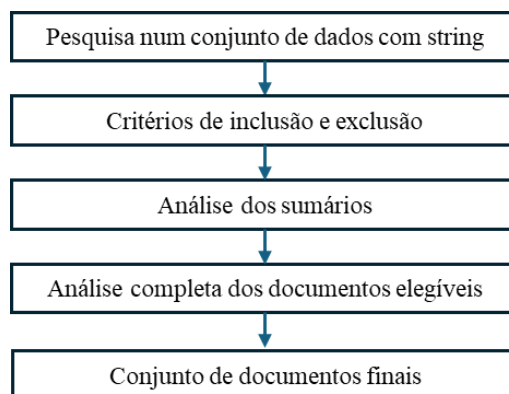 Pesquisa num conjunto de dados com string
Critérios de inclusão e exclusão
Análise dos sumários
Análise completa dos documentos elegíveis
Conjunto de documentos finais